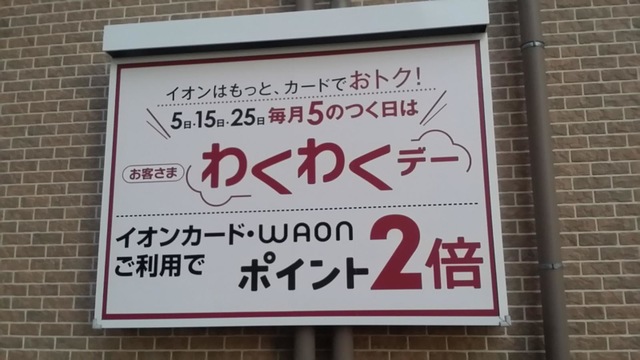 イオンはもっと、カードでおトク!
5日・15日・25日 毎月5のつく日は
お客さま わくわくデー
イオンカード・WAON
ご利用で ポイント2倍